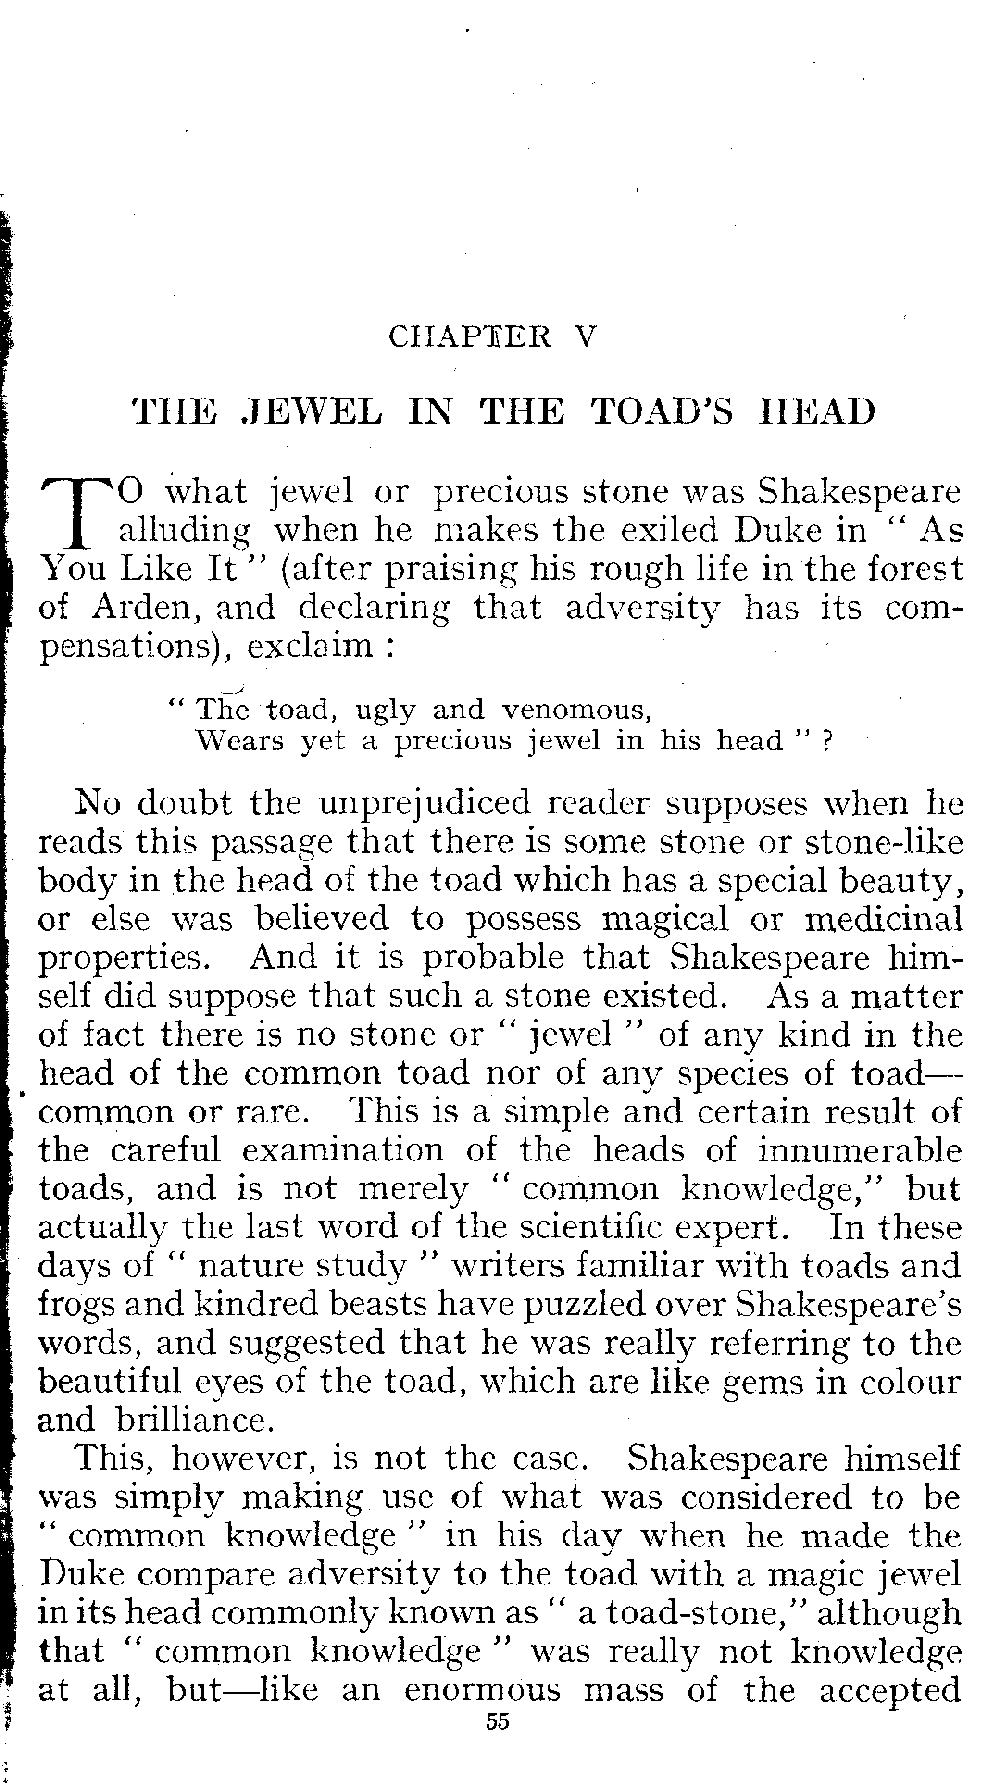 CHAPTER V
THE JEWEL IN THE TOAD'S HEAD
TO what jewel or precious stone was Shakespeare
alluding when he makes the exiled Duke in " As
You Like It " (after praising his rough life in the forest
of Arden, and declaring that adversity has its com-
pensations), exclaim :
" The toad, ugly and venomous,
Wears yet a precious jewel in his head " ?
No doubt the unprejudiced reader supposes when he
reads this passage that there is some stone or stone-like
body in the head of the toad which has a special beauty,
or else was believed to possess magical or medicinal
properties. And it is probable that Shakespeare him-
self did suppose that such a stone existed. As a matter
of fact there is no stone or " jewel " of any kind in the
head of the common toad nor of any species of toad—
common or rare. This is a simple and certain result of
the careful examination of the heads of innumerable
toads, and is not merely " common knowledge," but
actually the last word of the scientific expert. In these
days of " nature study " writers familiar with toads and
frogs and kindred beasts have puzzled over Shakespeare's
words, and suggested that he was really referring to the
beautiful eyes of the toad, which are like gems in colour
and brilliance.
This, however, is not the case. Shakespeare himself
was simply making use of what was considered to be
" common knowledge " in his day when he made the
Duke compare adversity to the toad with a magic jewel
in its head commonly known as " a toad-stone," although
that " common knowledge " was really not knowledge
at all, but—like an enormous mass of the accepted
55